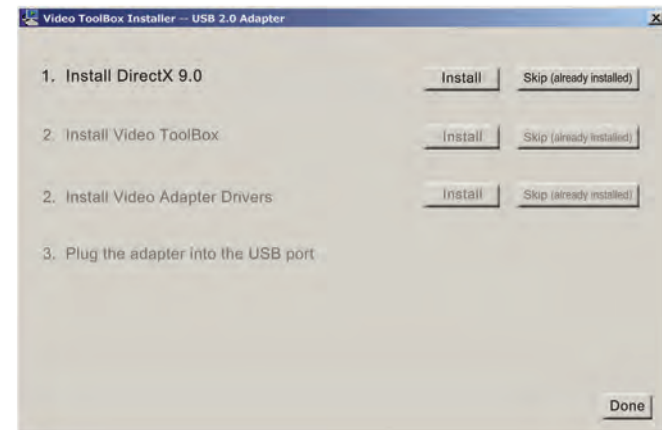 Video ToolBox Installer -- USB 2.0 Adapter x
1. Install DirectX 9.0 Install Skip (already installed)
2. Install Video ToolBox Install Skip (already installed)
2. Install Video Adapter Drivers Install Skip (already installed)
3. Plug the adapter into the USB port
Done